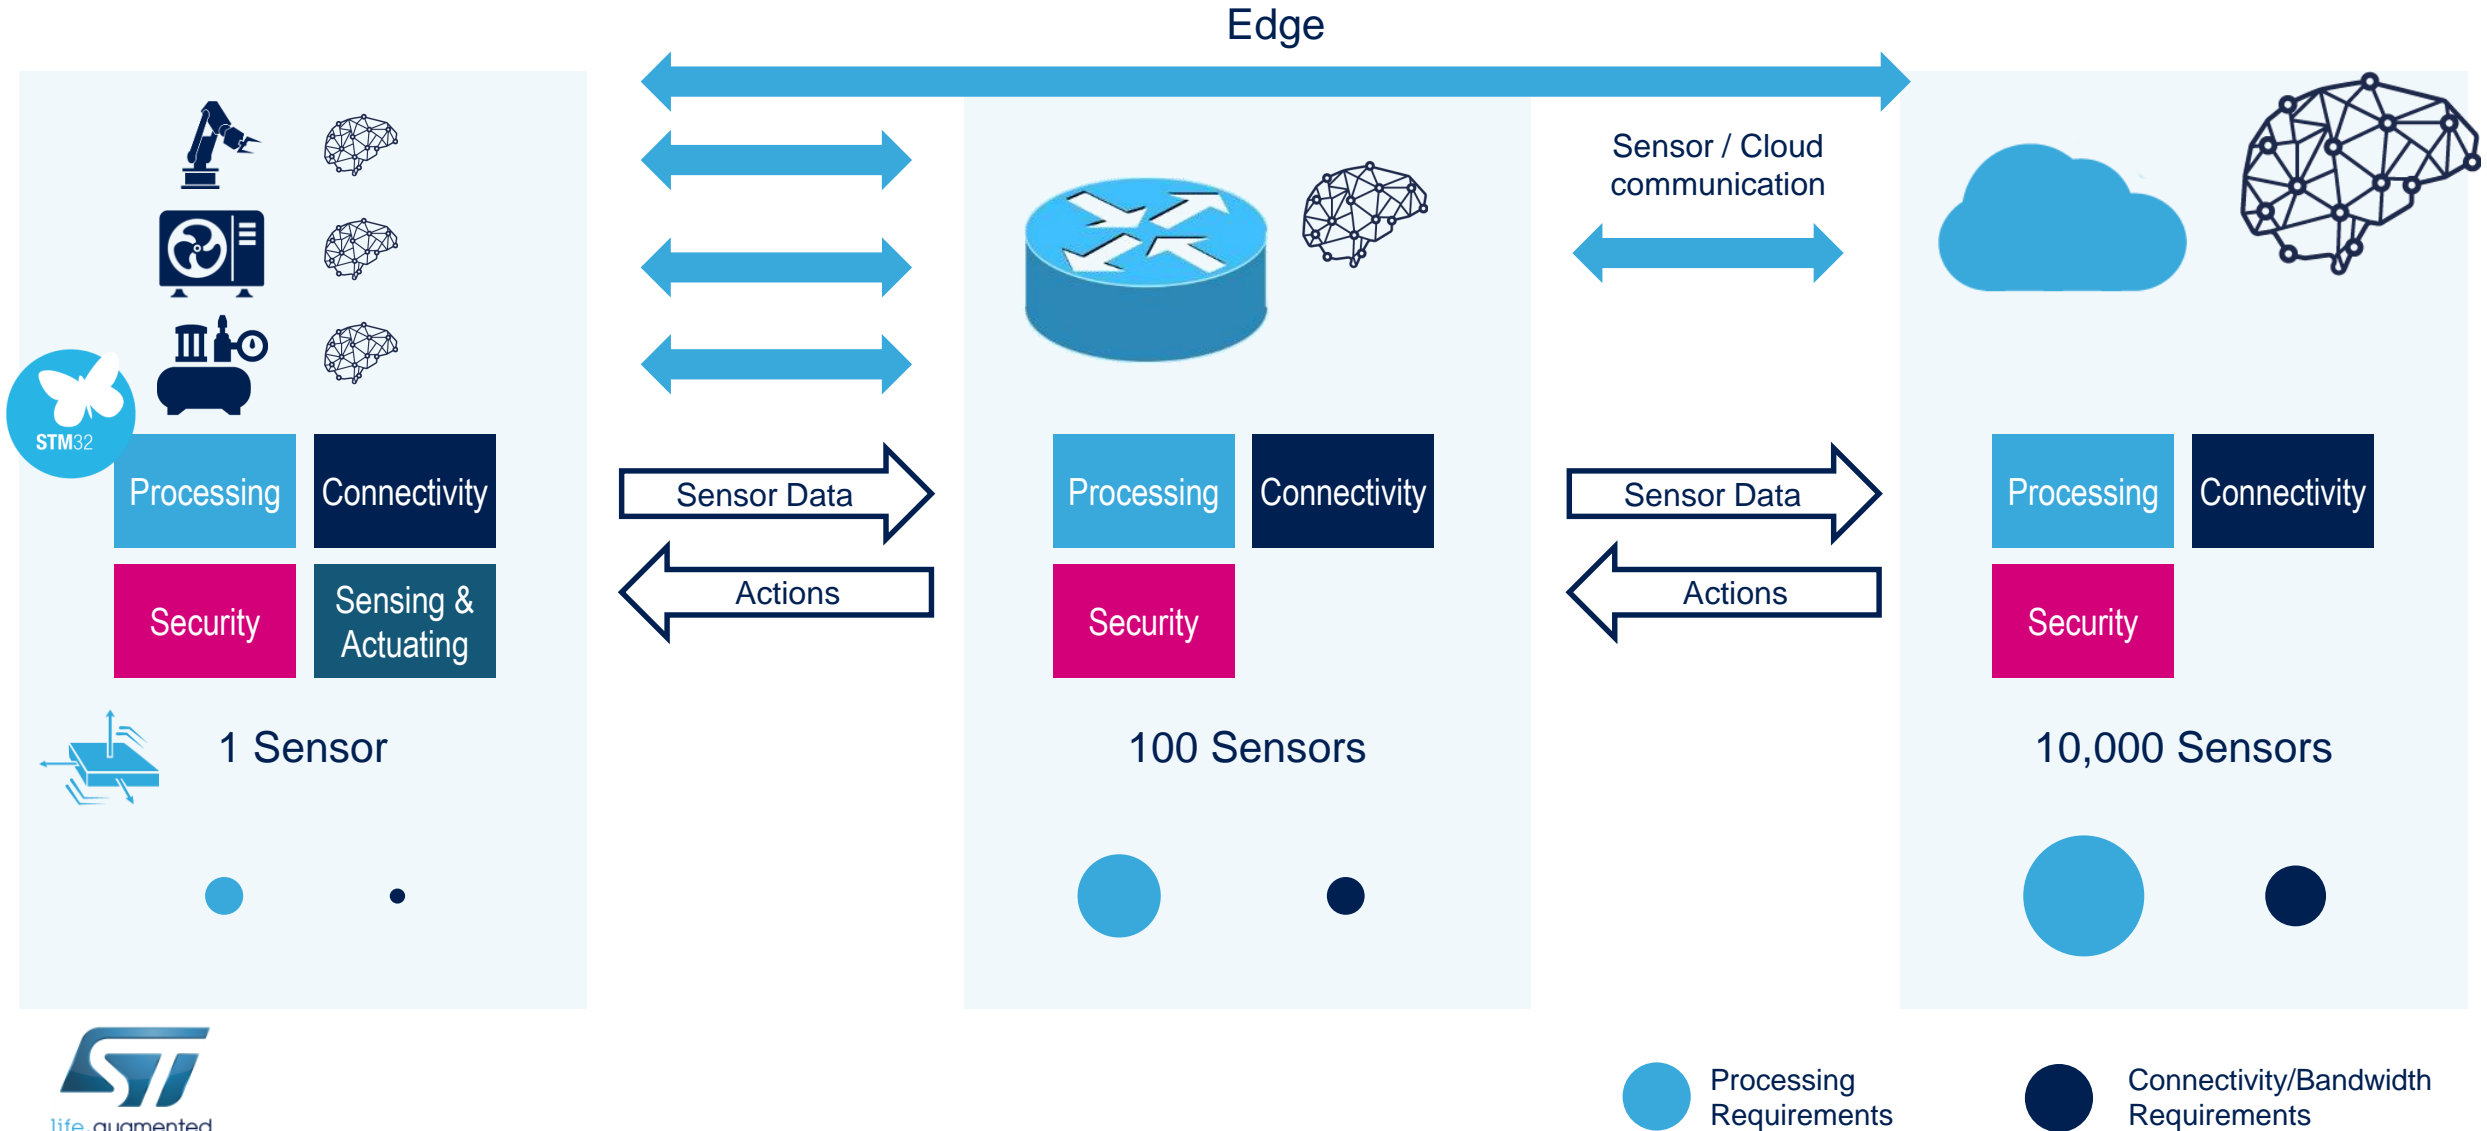 Edge
Sensor / Cloud
communication
STM32
Processing
Connectivity
Security
Sensing &
Actuating
Sensor Data
Actions
Processing
Connectivity
Security
Sensor Data
Actions
Processing
Connectivity
Security
1 Sensor
100 Sensors
10,000 Sensors
ST
life.augmented
Processing
Requirements
Connectivity/Bandwidth
Requirements